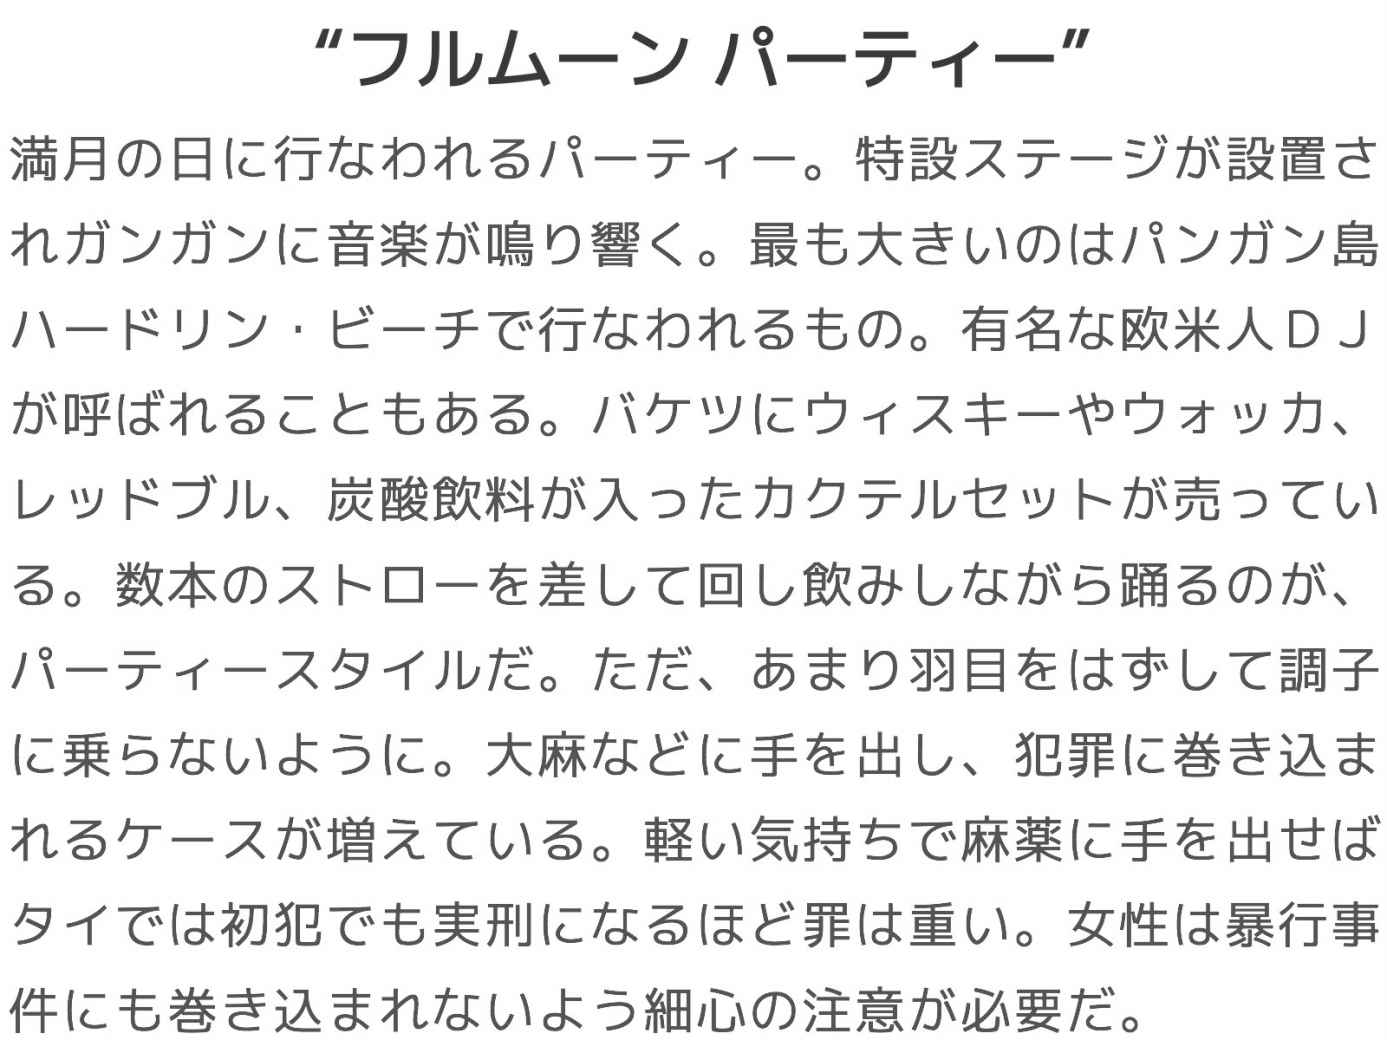 “フルムーン パーティー”
満月の日に行なわれるパーティー。特設ステージが設置さ
れガンガンに音楽が鳴り響く。最も大きいのはパンガン島
ハードリン・ビーチで行なわれるもの。有名な欧米人ＤＪ
が呼ばれることもある。バケツにウィスキーやウォッカ、
レッドブル、炭酸飲料が入ったカクテルセットが売ってい
る。数本のストローを差して回し飲みしながら踊るのが、
パーティースタイルだ。ただ、あまり羽目をはずして調子
に乗らないように。大麻などに手を出し、犯罪に巻き込ま
れるケースが増えている。軽い気持ちで麻薬に手を出せば
タイでは初犯でも実刑になるほど罪は重い。女性は暴行事
件にも巻き込まれないよう細心の注意が必要だ。